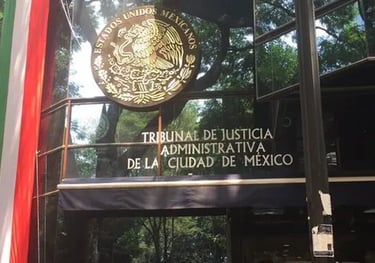 ESTADOS UNIDOS MEXICANOS
TRIBUNAL DE JUSTICIA
ADMINISTRATIVA
DE LA CIUDAD DE MÉXICO